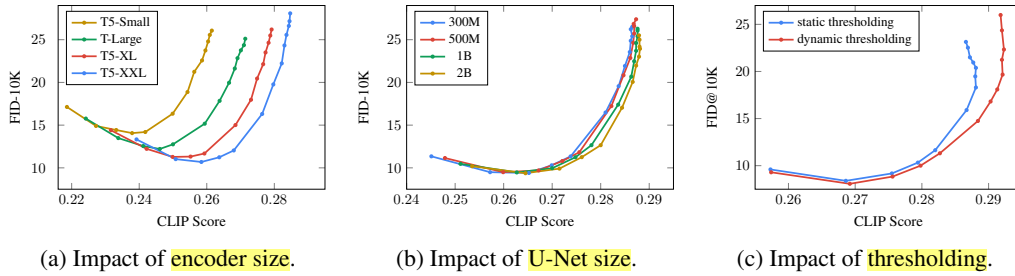 T5-Small
T-Large
T5-XL
T5-XXL
25
20
15
10
FID-10K
0.22 0.24 0.26 0.28
CLIP Score
(a) Impact of encoder size.
300M
500M
1B
2B
25
20
15
10
FID-10K
0.25 0.26 0.27 0.28 0.29
CLIP Score
(b) Impact of U-Net size.
static thresholding
dynamic thresholding
25
20
15
10
FID@10K
0.26 0.27 0.28 0.29
CLIP Score
(c) Impact of thresholding.